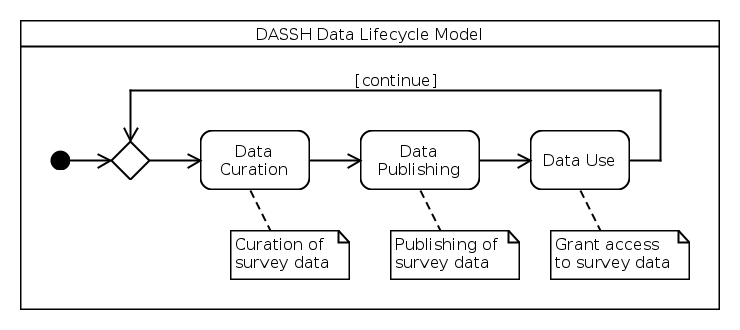 DASSH Data Lifecycle Model
[continue]
Data
Curation
Data
Publishing
Data Use
Curation of
survey data
Publishing of
survey data
Grant access
to survey data